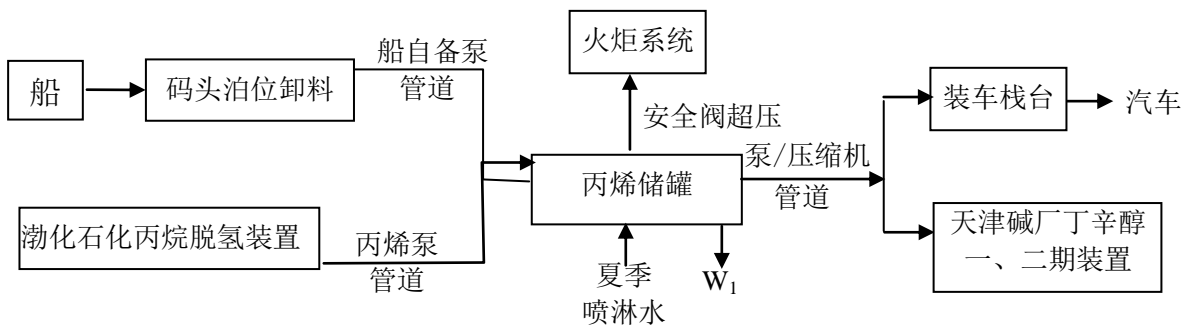 船
码头泊位卸料
船自备泵
管道
火炬系统
安全阀超压
丙烯储罐
泵/压缩机
管道
装车栈台
汽车
渤化石化丙烷脱氢装置
丙烯泵
管道
夏季
喷淋水
W₁
天津碱厂丁辛醇
一、二期装置